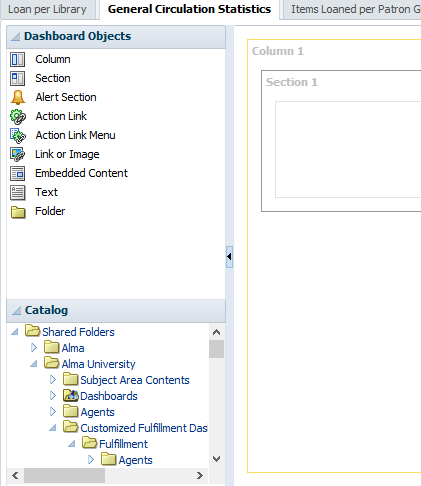 Loan per Library
General Circulation Statistics
Items Loaned per Patron G
Dashboard Objects
Column
Section
Alert Section
Action Link
Action Link Menu
Link or Image
Embedded Content
Text
Folder
Column 1
Section 1
Catalog
Shared Folders
Alma
Alma University
Subject Area Contents
Dashboards
Agents
Customized Fulfillment Das
Fulfillment
Agents